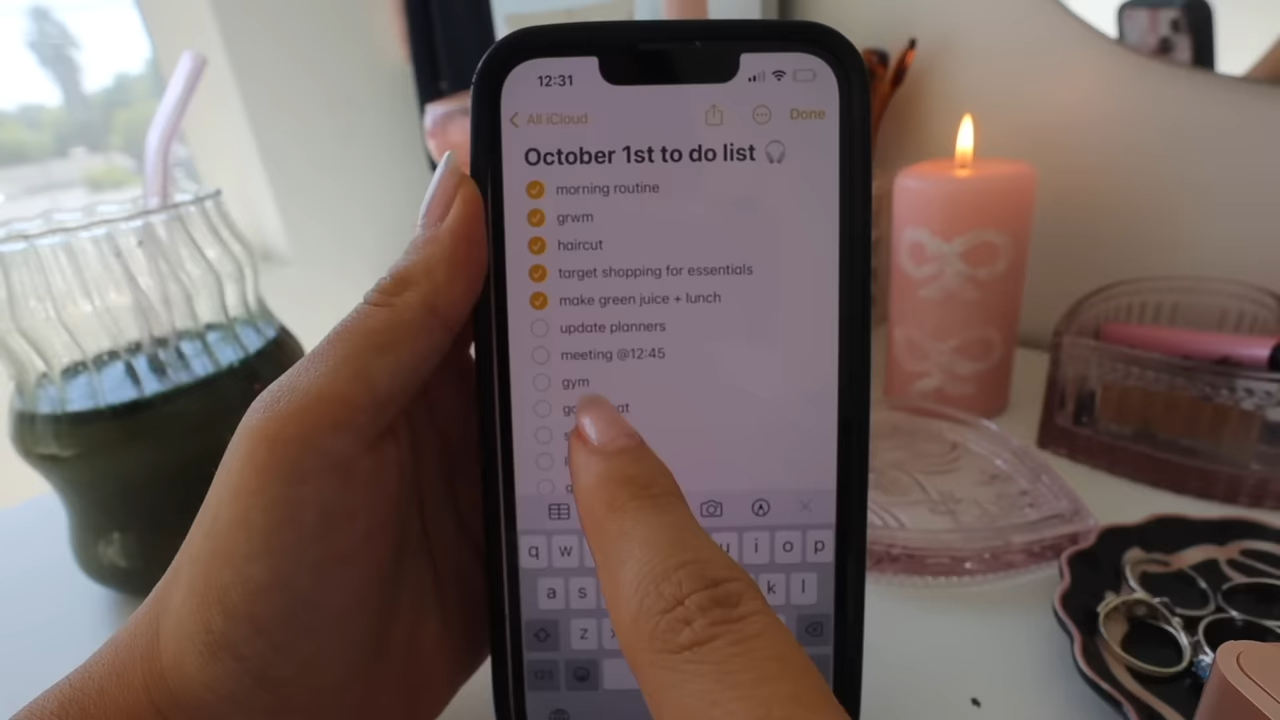 12:31
All iCloud
Done
October 1st to do list 🎧
morning routine
grwm
haircut
target shopping for essentials
make green juice + lunch
update planners
meeting @12:45
gym
q w u i o p
a s k l
z
123